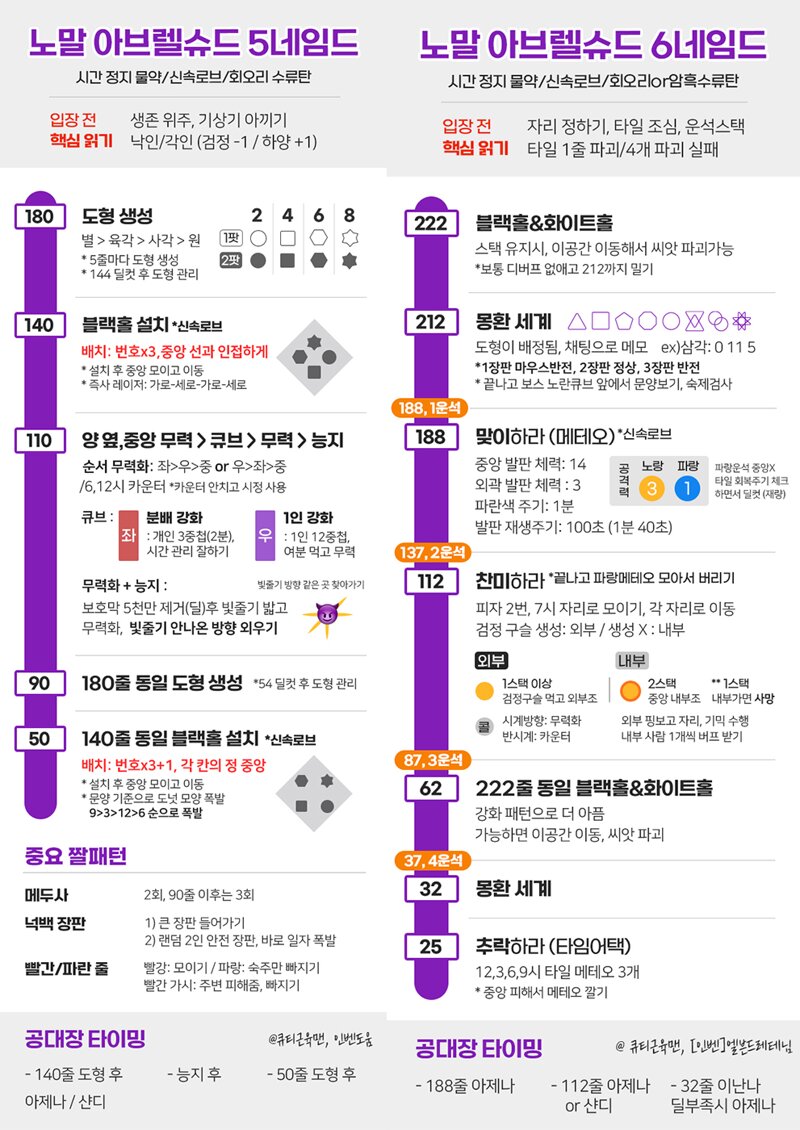 노말 아브렐슈드 5네임드
시간 정지 물약/신속로브/회오리 수류탄
입장 전 생존 위주, 기상기 아끼기
핵심 읽기 낙인/각인 (검정 -1 / 하양 +1)
180 도형 생성 2 4 6 8
별 > 육각 > 사각 > 원 1팟
* 5줄마다 도형 생성 2팟
* 144 딜컷 후 도형 관리
140 블랙홀 설치 *신속로브
배치: 번호x3,중앙 선과 인접하게
* 설치 후 중앙 모이고 이동
* 즉사 레이저: 가로-세로-가로-세로
110 양 옆,중앙 무력 > 큐브 > 무력 > 능지
순서 무력화: 좌>우>중 or 우>좌>중
/6,12시 카운터 *카운터 안치고 시정 사용
큐브 : 좌 분배 강화 우 1인 강화
: 개인 3중첩(2분), : 1인 12중첩,
시간 관리 잘하기 여분 먹고 무력
무력화 + 능지 : 빛줄기 방향 같은 곳 찾아가기
보호막 5천만 제거(딜)후 빛줄기 밟고
무력화, 빛줄기 안나온 방향 외우기
90 180줄 동일 도형 생성 *54 딜컷 후 도형 관리
50 140줄 동일 블랙홀 설치 *신속로브
배치: 번호x3+1, 각 칸의 정 중앙
* 설치 후 중앙 모이고 이동
* 문양 기준으로 도넛 모양 폭발
9>3>12>6 순으로 폭발
중요 짤패턴
메두사 2회, 90줄 이후는 3회
넉백 장판 1) 큰 장판 들어가기
2) 랜덤 2인 안전 장판, 바로 일자 폭발
빨간/파란 줄 빨강: 모이기 / 파랑: 숙주만 빠지기
빨간 가시: 주변 피해줌, 빠지기
공대장 타이밍 @큐티근육맨, 인벤도움
- 140줄 도형 후 - 능지 후 - 50줄 도형 후
아제나 / 샨디
노말 아브렐슈드 6네임드
시간 정지 물약/신속로브/회오리or암흑수류탄
입장 전 자리 정하기, 타일 조심, 운석스택
핵심 읽기 타일 1줄 파괴/4개 파괴 실패
222 블랙홀&화이트홀
스택 유지시, 이공간 이동해서 씨앗 파괴가능
*보통 디버프 없애고 212까지 밀기
212 몽환 세계
도형이 배정됨, 채팅으로 메모 ex)삼각: 0 11 5
*1장판 마우스반전, 2장판 정상, 3장판 반전
* 끝나고 보스 노란큐브 앞에서 문양보기, 숙제검사
188, 1운석
188 맞이하라 (메테오) *신속로브
중앙 발판 체력: 14
외곽 발판 체력 : 3
파란색 주기: 1분
발판 재생주기: 100초 (1분 40초)
공격력 노랑 3 파랑 1
파랑운석 중앙X
타일 회복주기 체크
하면서 딜컷 (재량)
137, 2운석
112 찬미하라 *끝나고 파랑메테오 모아서 버리기
피자 2번, 7시 자리로 모이기, 각 자리로 이동
검정 구슬 생성: 외부 / 생성 X : 내부
외부 내부
1스택 이상 2스택 ** 1스택
검정구슬 먹고 외부조 중앙 내부조 내부가면 사망
콜 시계방향: 무력화 외부 핑보고 자리, 기믹 수행
반시계: 카운터 내부 사람 1개씩 버프 받기
87, 3운석
62 222줄 동일 블랙홀&화이트홀
강화 패턴으로 더 아픔
가능하면 이공간 이동, 씨앗 파괴
37, 4운석
32 몽환 세계
25 추락하라 (타임어택)
12,3,6,9시 타일 메테오 3개
* 중앙 피해서 메테오 깔기
공대장 타이밍 @ 큐티근육맨, [인벤]엘븐드레테님
- 188줄 아제나 - 112줄 아제나 - 32줄 이난나
or 샨디 딜부족시 아제나